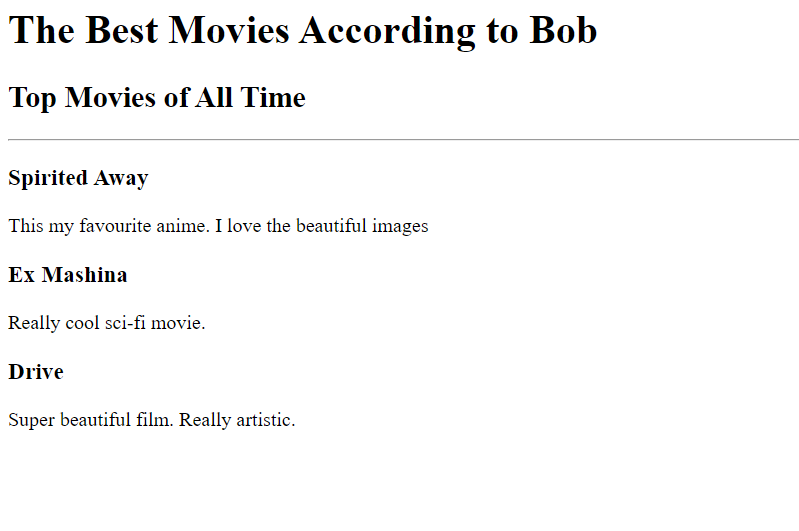 The Best Movies According to Bob
Top Movies of All Time
Spirited Away
This my favourite anime. I love the beautiful images
Ex Mashina
Really cool sci-fi movie.
Drive
Super beautiful film. Really artistic.